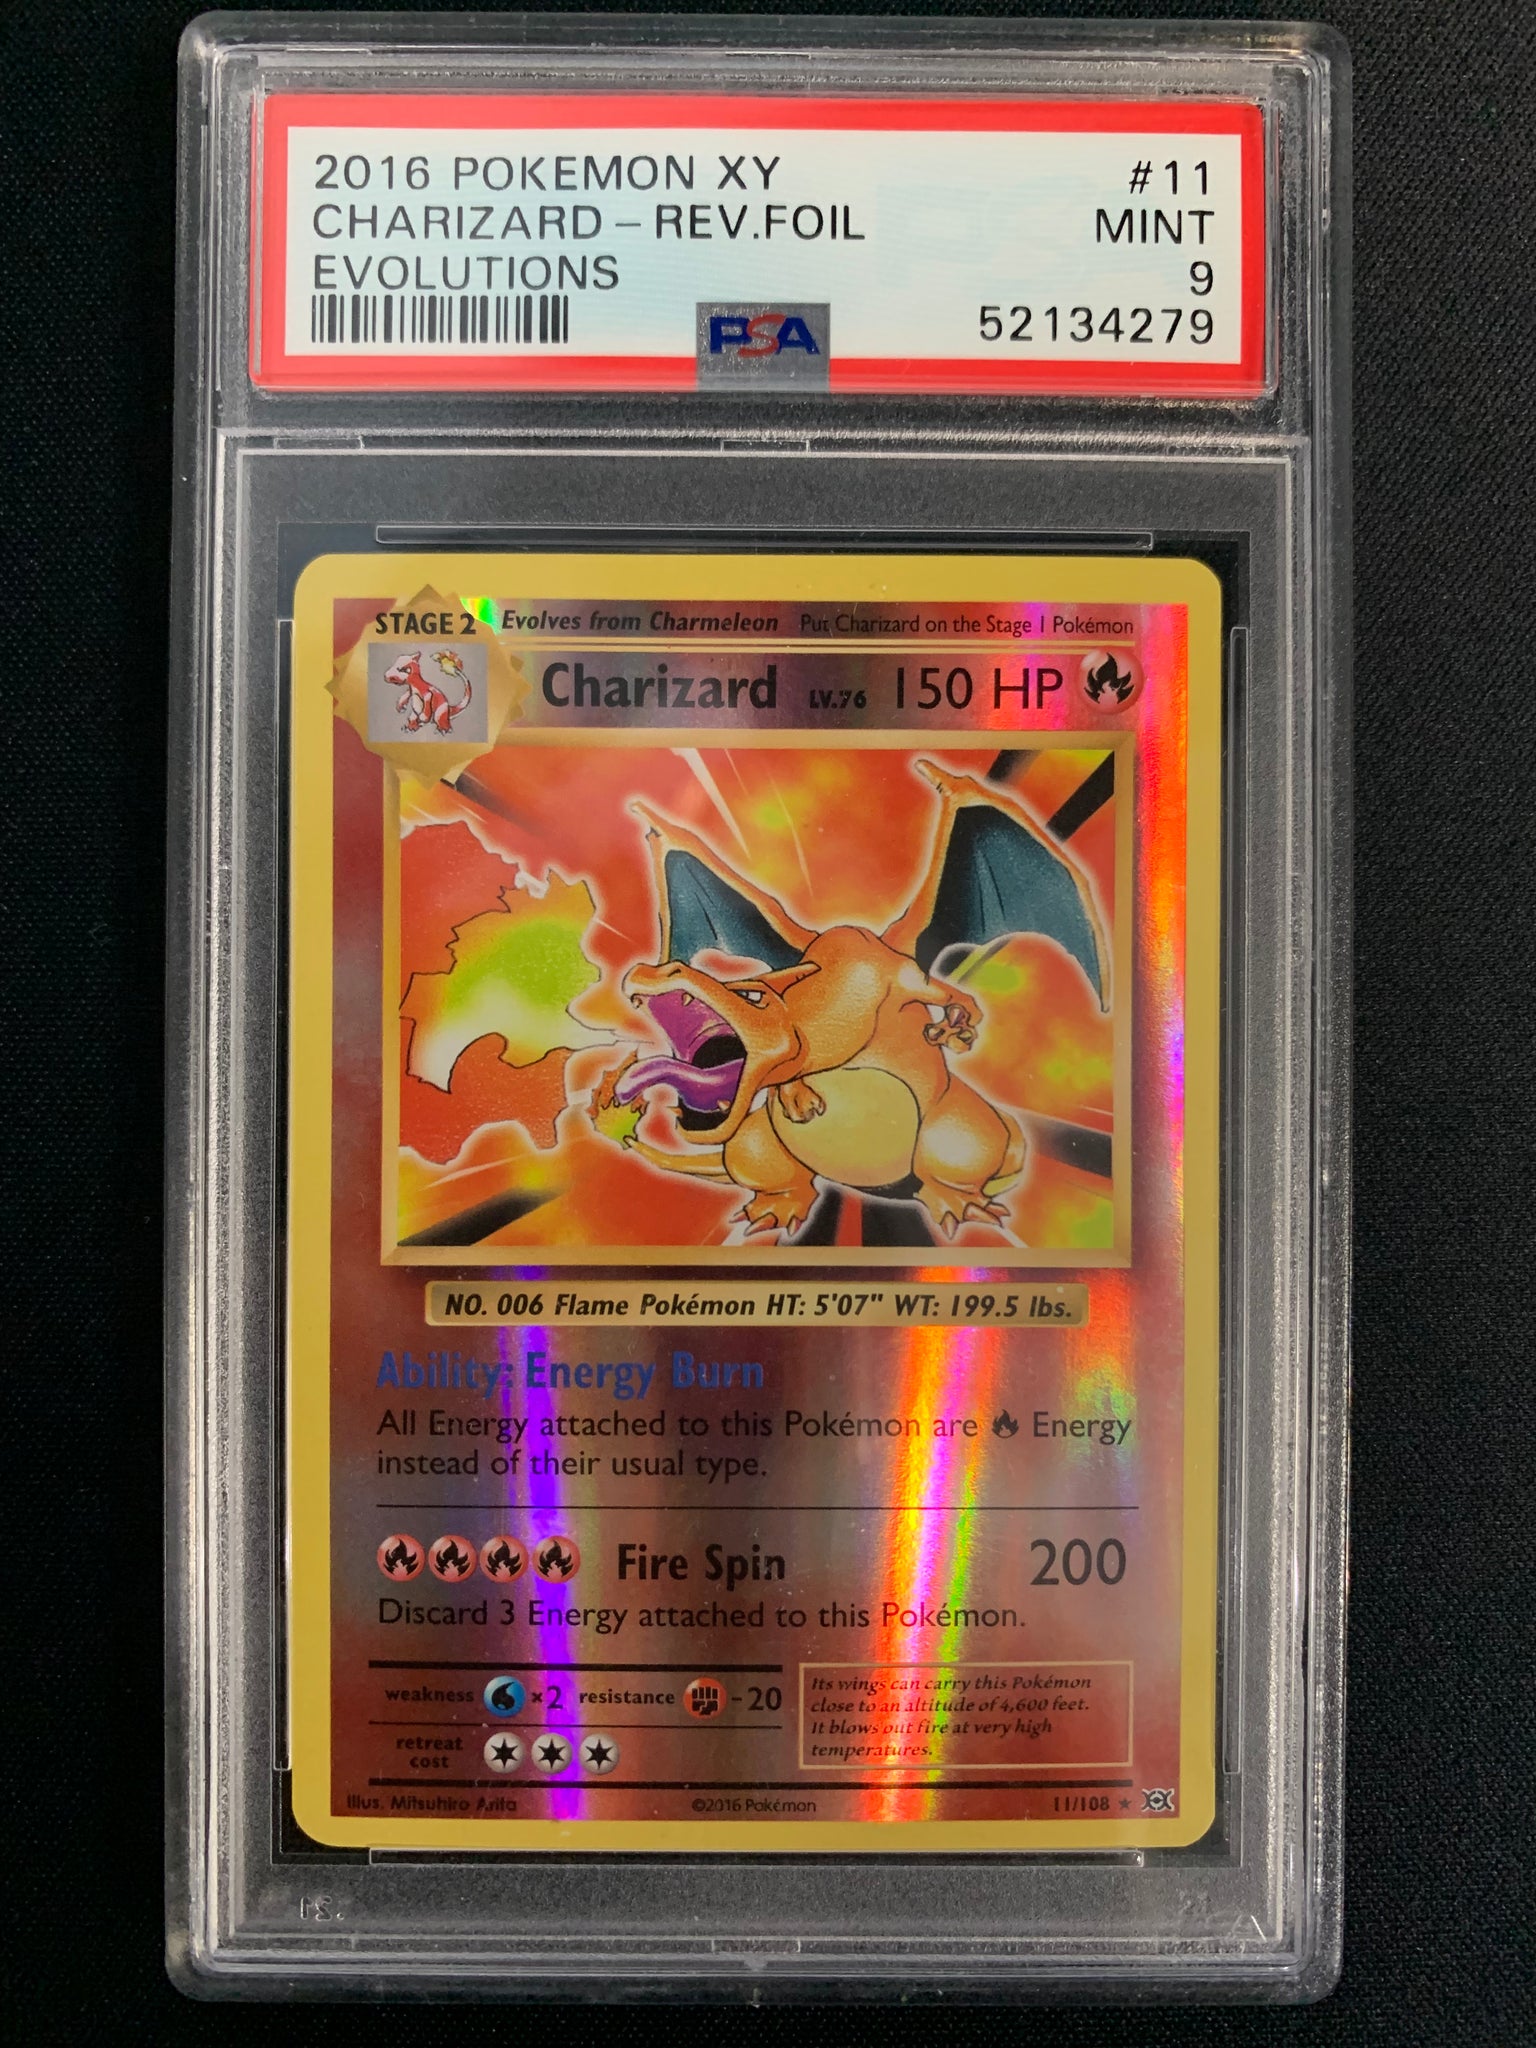 2016 POKEMON XY #11
CHARIZARD – REV.FOIL MINT
EVOLUTIONS 9
PSA 52134279
STAGE 2 Evolves from Charmeleon Put Charizard on the Stage 1 Pokémon
Charizard LV.76 150 HP
NO. 006 Flame Pokémon HT: 5'07" WT: 199.5 lbs.
Ability: Energy Burn
All Energy attached to this Pokémon are Energy
instead of their usual type.
Fire Spin 200
Discard 3 Energy attached to this Pokémon.
weakness ×2 resistance -20
retreat
cost
Its wings can carry this Pokémon
close to an altitude of 4,600 feet.
It blows out fire at very high
temperatures.
Illus. Mitsuhiro Arita ©2016 Pokémon 11/108 ★